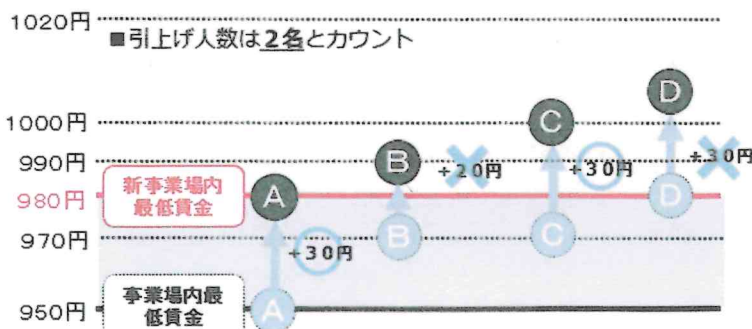 1020円
■引上げ人数は2名とカウント
D
1000円
C
990円
B
+20円
+30円
+30円
新事業場内
最低賃金
980円
A
D
970円
B
C
+30円
事業場内最
低賃金
950円
A